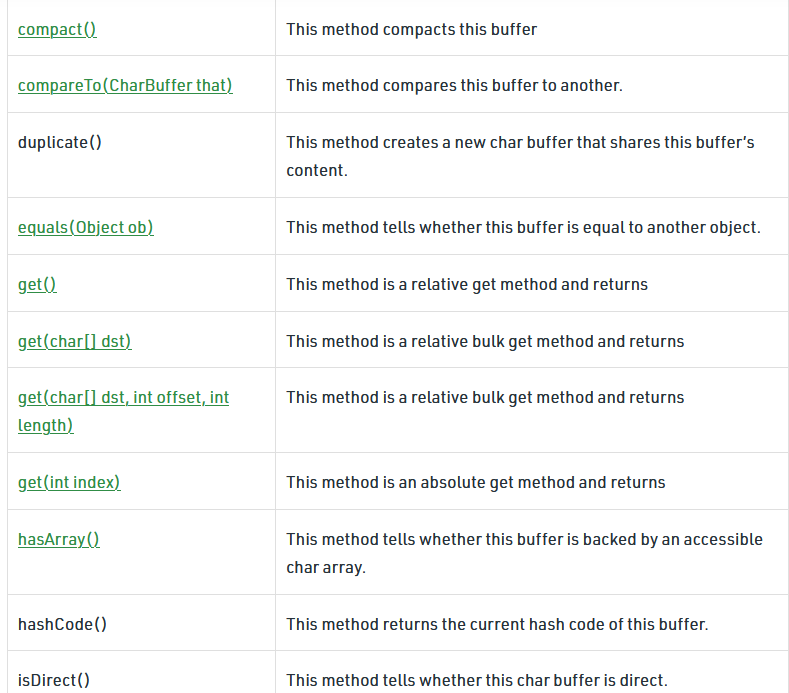 compact()
This method compacts this buffer
compareTo(CharBuffer that)
This method compares this buffer to another.
duplicate()
This method creates a new char buffer that shares this buffer’s
content.
equals(Object ob)
This method tells whether this buffer is equal to another object.
get()
This method is a relative get method and returns
get(char[] dst)
This method is a relative bulk get method and returns
get(char[] dst, int offset, int
length)
This method is a relative bulk get method and returns
get(int index)
This method is an absolute get method and returns
hasArray()
This method tells whether this buffer is backed by an accessible
char array.
hashCode()
This method returns the current hash code of this buffer.
isDirect()
This method tells whether this char buffer is direct.